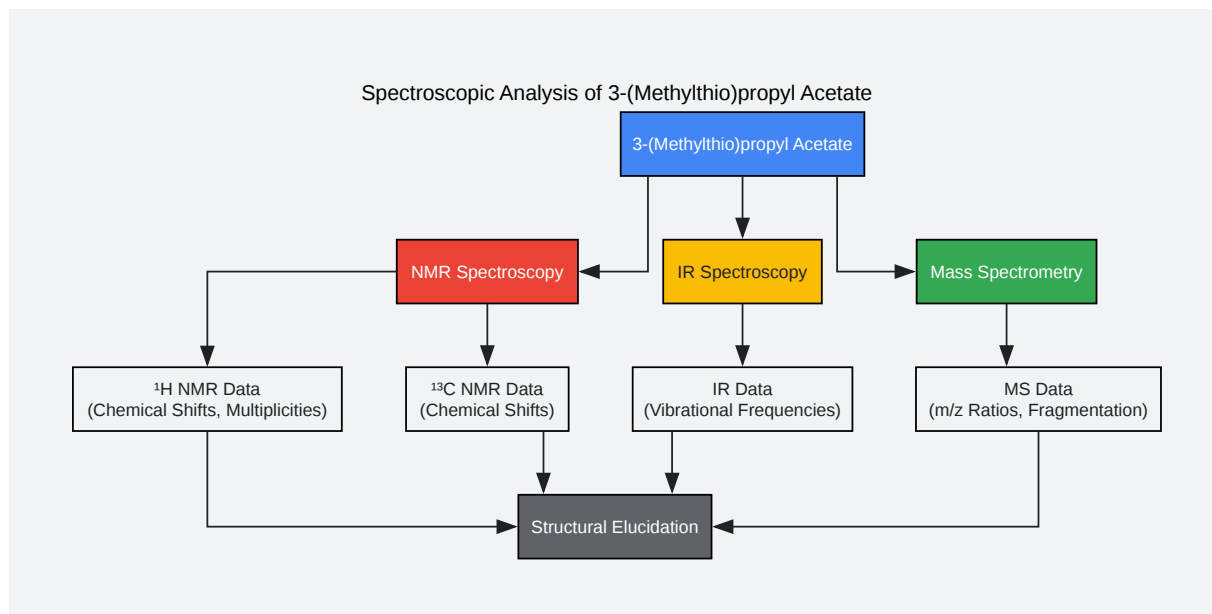 Spectroscopic Analysis of 3-(Methylthio)propyl Acetate
3-(Methylthio)propyl Acetate
NMR Spectroscopy
IR Spectroscopy
Mass Spectrometry
¹H NMR Data
(Chemical Shifts, Multiplicities)
¹³C NMR Data
(Chemical Shifts)
IR Data
(Vibrational Frequencies)
MS Data
(m/z Ratios, Fragmentation)
Structural Elucidation